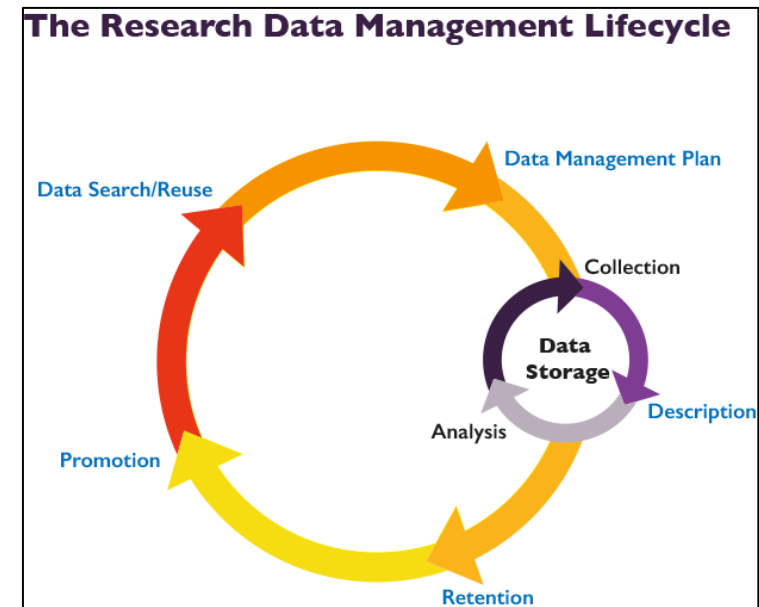 The Research Data Management Lifecycle
Data Management Plan
Data Search/Reuse
Collection
Data
Storage
Description
Analysis
Promotion
Retention